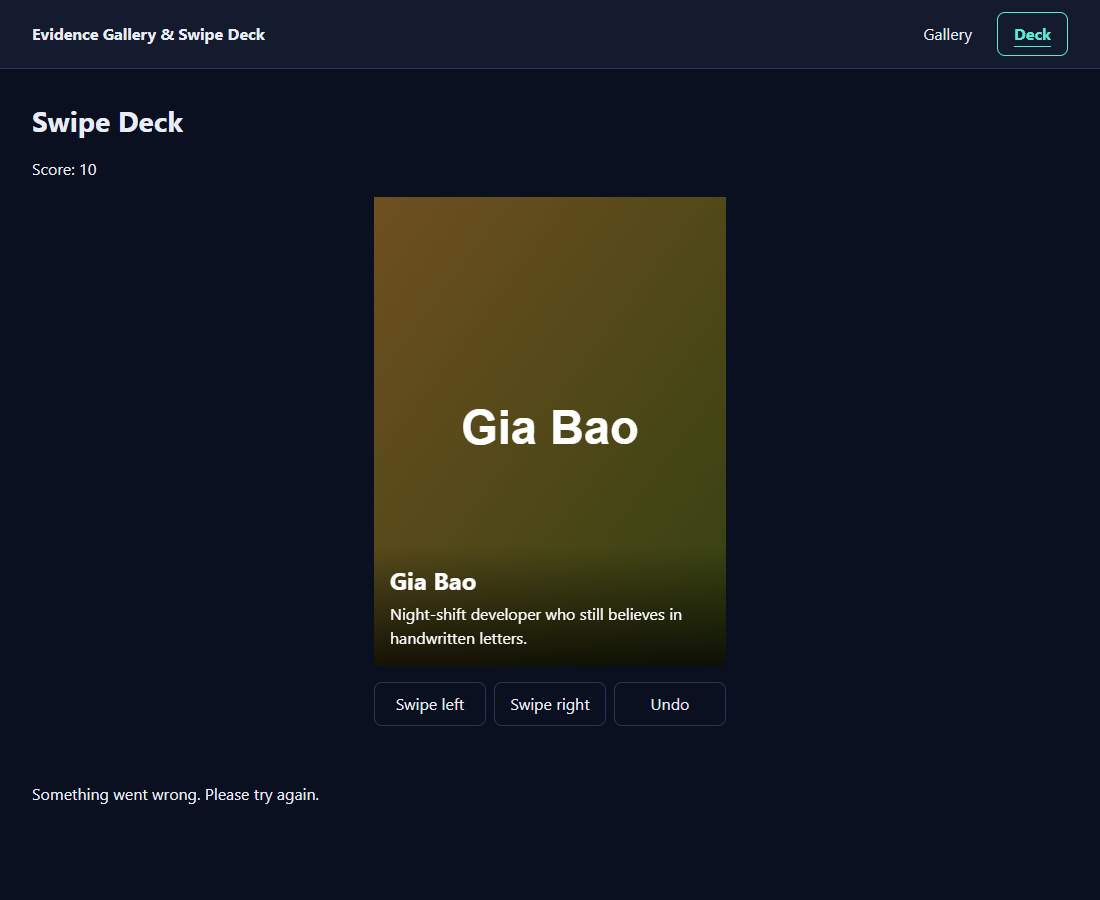 Evidence Gallery & Swipe Deck
Gallery
Deck
Swipe Deck
Score: 10
Gia Bao
Gia Bao
Night-shift developer who still believes in
handwritten letters.
Swipe left
Swipe right
Undo
Something went wrong. Please try again.